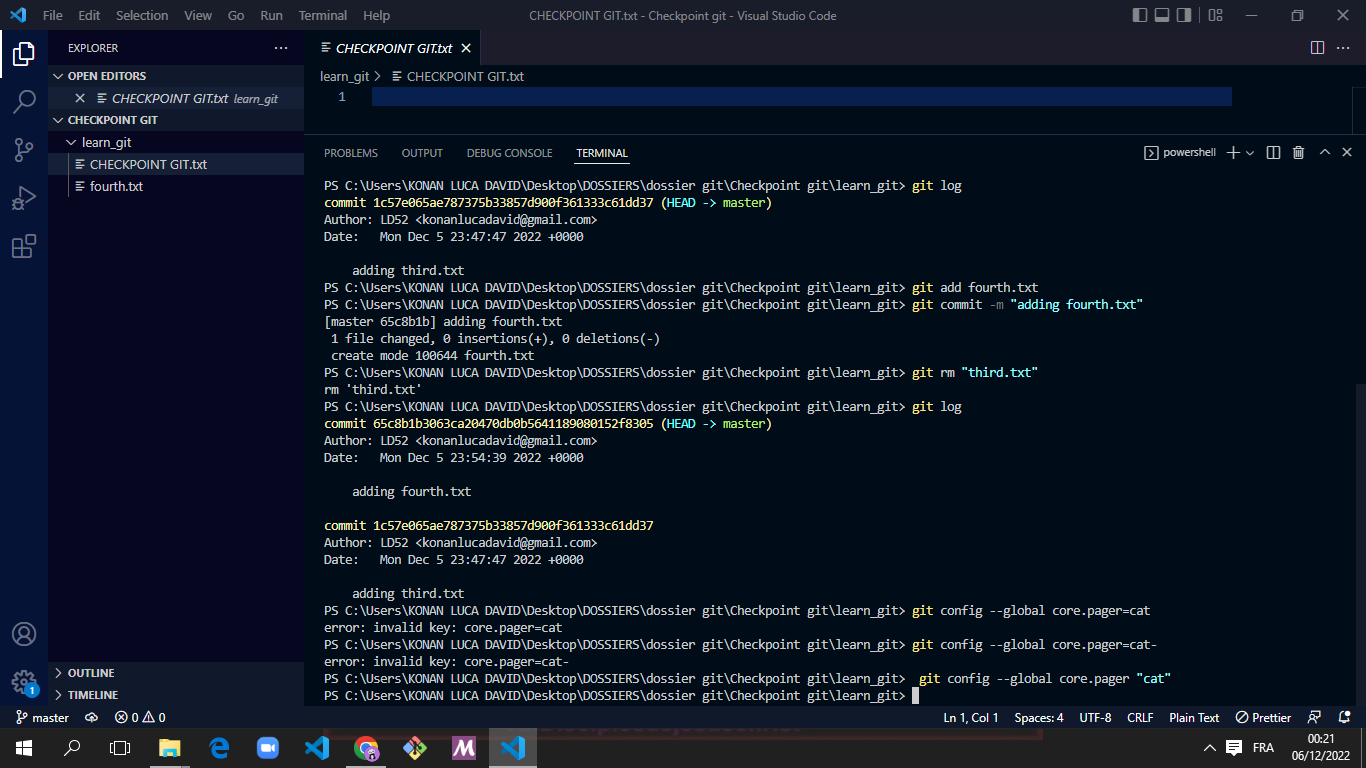 File Edit Selection View Go Run Terminal Help CHECKPOINT GIT.txt - Checkpoint git - Visual Studio Code
EXPLORER
CHECKPOINT GIT.txt
OPEN EDITORS
CHECKPOINT GIT.txt learn_git
CHECKPOINT GIT
learn_git
CHECKPOINT GIT.txt
fourth.txt
OUTLINE
TIMELINE
1
learn_git > CHECKPOINT GIT.txt
1
PROBLEMS OUTPUT DEBUG CONSOLE TERMINAL powershell
PS C:\Users\KONAN LUCA DAVID\Desktop\DOSSIERS\dossier git\Checkpoint git\learn_git> git log
commit 1c57e065ae787375b33857d900f361333c61dd37 (HEAD -> master)
Author: LD52 <konanlucadavid@gmail.com>
Date:   Mon Dec 5 23:47:47 2022 +0000
    adding third.txt
PS C:\Users\KONAN LUCA DAVID\Desktop\DOSSIERS\dossier git\Checkpoint git\learn_git> git add fourth.txt
PS C:\Users\KONAN LUCA DAVID\Desktop\DOSSIERS\dossier git\Checkpoint git\learn_git> git commit -m "adding fourth.txt"
[master 65c8b1b] adding fourth.txt
 1 file changed, 0 insertions(+), 0 deletions(-)
 create mode 100644 fourth.txt
PS C:\Users\KONAN LUCA DAVID\Desktop\DOSSIERS\dossier git\Checkpoint git\learn_git> git rm "third.txt"
rm 'third.txt'
PS C:\Users\KONAN LUCA DAVID\Desktop\DOSSIERS\dossier git\Checkpoint git\learn_git> git log
commit 65c8b1b3063ca20470db0b5641189080152f8305 (HEAD -> master)
Author: LD52 <konanlucadavid@gmail.com>
Date:   Mon Dec 5 23:54:39 2022 +0000
    adding fourth.txt
commit 1c57e065ae787375b33857d900f361333c61dd37
Author: LD52 <konanlucadavid@gmail.com>
Date:   Mon Dec 5 23:47:47 2022 +0000
    adding third.txt
PS C:\Users\KONAN LUCA DAVID\Desktop\DOSSIERS\dossier git\Checkpoint git\learn_git> git config --global core.pager=cat
error: invalid key: core.pager=cat
PS C:\Users\KONAN LUCA DAVID\Desktop\DOSSIERS\dossier git\Checkpoint git\learn_git> git config --global core.pager=cat-
error: invalid key: core.pager=cat-
PS C:\Users\KONAN LUCA DAVID\Desktop\DOSSIERS\dossier git\Checkpoint git\learn_git>  git config --global core.pager "cat"
PS C:\Users\KONAN LUCA DAVID\Desktop\DOSSIERS\dossier git\Checkpoint git\learn_git>
master 0 0 Ln 1, Col 1 Spaces: 4 UTF-8 CRLF Plain Text Prettier
FRA
00:21
06/12/2022